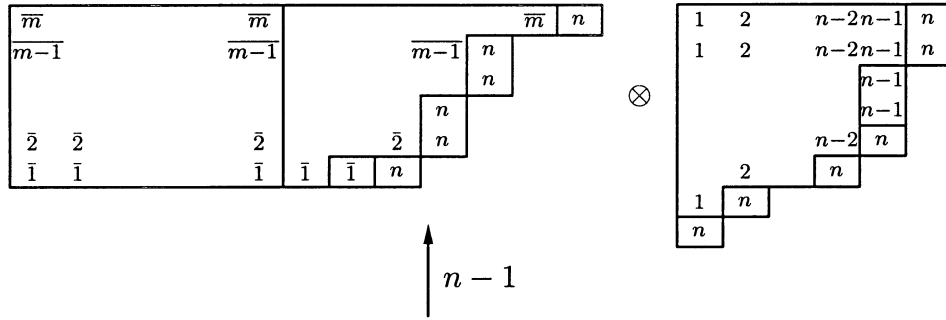 m̅ m̅ m̅ n 1 2 n−2 n−1 n
m̅−̅1̅ m̅−̅1̅ m̅−̅1̅ n 1 2 n−2 n−1 n
n n−1
n ⊗ n−1
2̄ 2̄ 2̄ 2̄ n n−2 n
1̄ 1̄ 1̄ 1̄ 1̄ n 2 n
1 n
n
n − 1